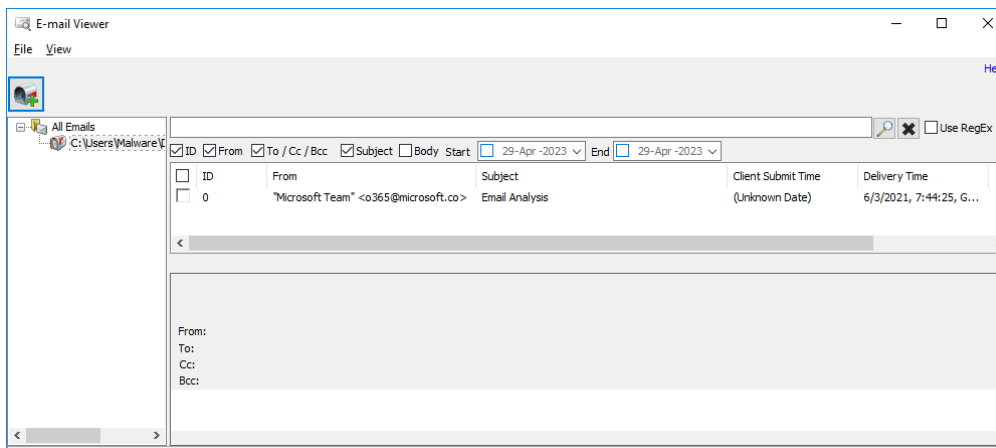 E-mail Viewer
File View
He
All Emails
C:\Users\Malware\D
Use RegEx
ID From To / Cc / Bcc Subject Body Start 29-Apr -2023 End 29-Apr -2023
ID From Subject Client Submit Time Delivery Time
0 "Microsoft Team" <o365@microsoft.co> Email Analysis (Unknown Date) 6/3/2021, 7:44:25, G...
From:
To:
Cc:
Bcc: